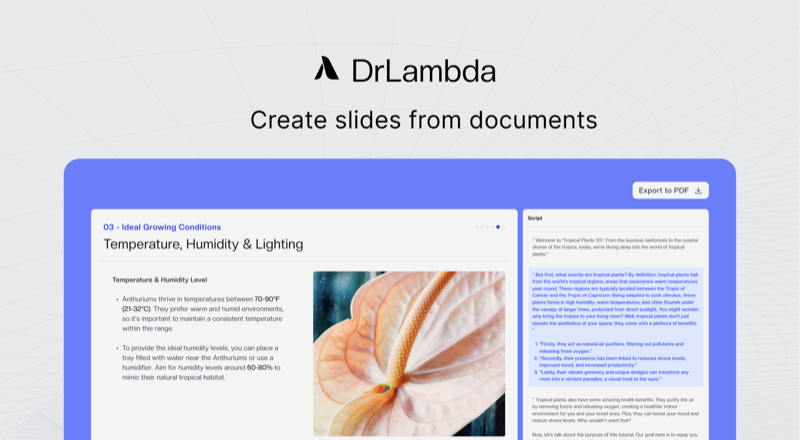 DrLambda
Create slides from documents
Export to PDF
03 - Ideal Growing Conditions
Temperature, Humidity & Lighting
Temperature & Humidity Level
• Anthuriums thrive in temperatures between 70-90°F
(21-32°C). They prefer warm and humid environments,
so it's important to maintain a consistent temperature
within this range.
• To provide the ideal humidity levels, you can place a
tray filled with water near the Anthuriums or use a
humidifier. Aim for humidity levels around 60-80% to
mimic their natural tropical habitat.
Script
" Welcome to 'Tropical Plants 101.' From the luscious rainforests to the coastal
shores of the tropics, today, we're diving deep into the world of tropical
plants."
" But first, what exactly are tropical plants? By definition, tropical plants hail
from the world's tropical regions, areas that experience warm temperatures
year-round. These regions are typically located between the Tropic of
Cancer and the Tropic of Capricorn. Being adapted to such climates, these
plants thrive in high humidity, warm temperatures, and often flourish under
the canopy of larger trees, protected from direct sunlight. You might wonder,
why bring the tropics to your living room? Well, tropical plants don't just
elevate the aesthetics of your space; they come with a plethora of benefits.
"
1. "Firstly, they act as natural air purifiers, filtering out pollutants and
releasing fresh oxygen."
2. "Secondly, their presence has been linked to reduced stress levels,
improved mood, and increased productivity."
3. "Lastly, their vibrant greenery and unique designs can transform any
room into a verdant paradise, a visual treat to the eyes."
" Tropical plants also have some amazing health benefits. They purify the air
by removing toxins and releasing oxygen, creating a healthier indoor
environment for you and your loved ones. Plus, they can boost your mood and
reduce stress levels. Who wouldn't want that?
Now, let's talk about the purpose of this tutorial. Our goal here is to equip you